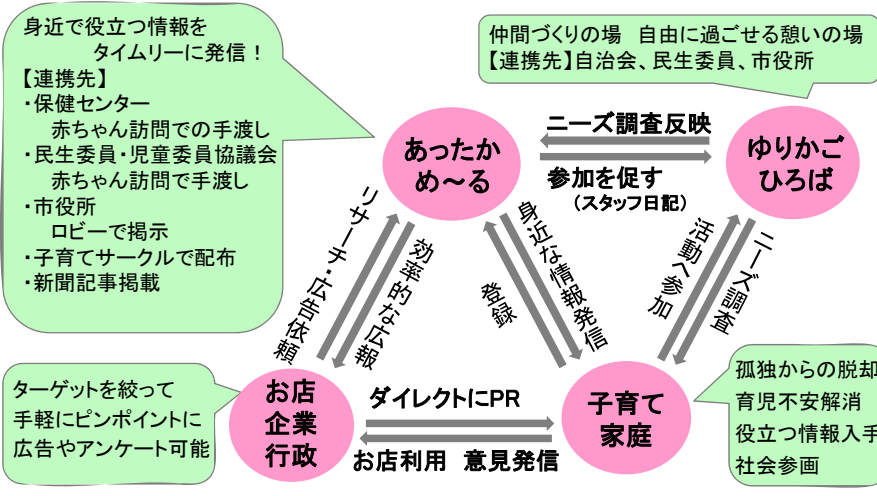 身近で役立つ情報を
タイムリーに発信！
【連携先】
・保健センター
赤ちゃん訪問での手渡し
・民生委員・児童委員協議会
赤ちゃん訪問で手渡し
・市役所
ロビーで掲示
・子育てサークルで配布
・新聞記事掲載
仲間づくりの場　自由に過ごせる憩いの場
【連携先】自治会、民生委員、市役所
あったか
め～る
ニーズ調査反映
参加を促す
（スタッフ日記）
ゆりかご
ひろば
リサーチ・広告依頼
効率的な広報
登録
身近な情報発信
活動へ参加
ニーズ調査
ターゲットを絞って
手軽にピンポイントに
広告やアンケート可能
お店
企業
行政
ダイレクトにPR
お店利用　意見発信
子育て
家庭
孤独からの脱却
育児不安解消
役立つ情報入手
社会参画